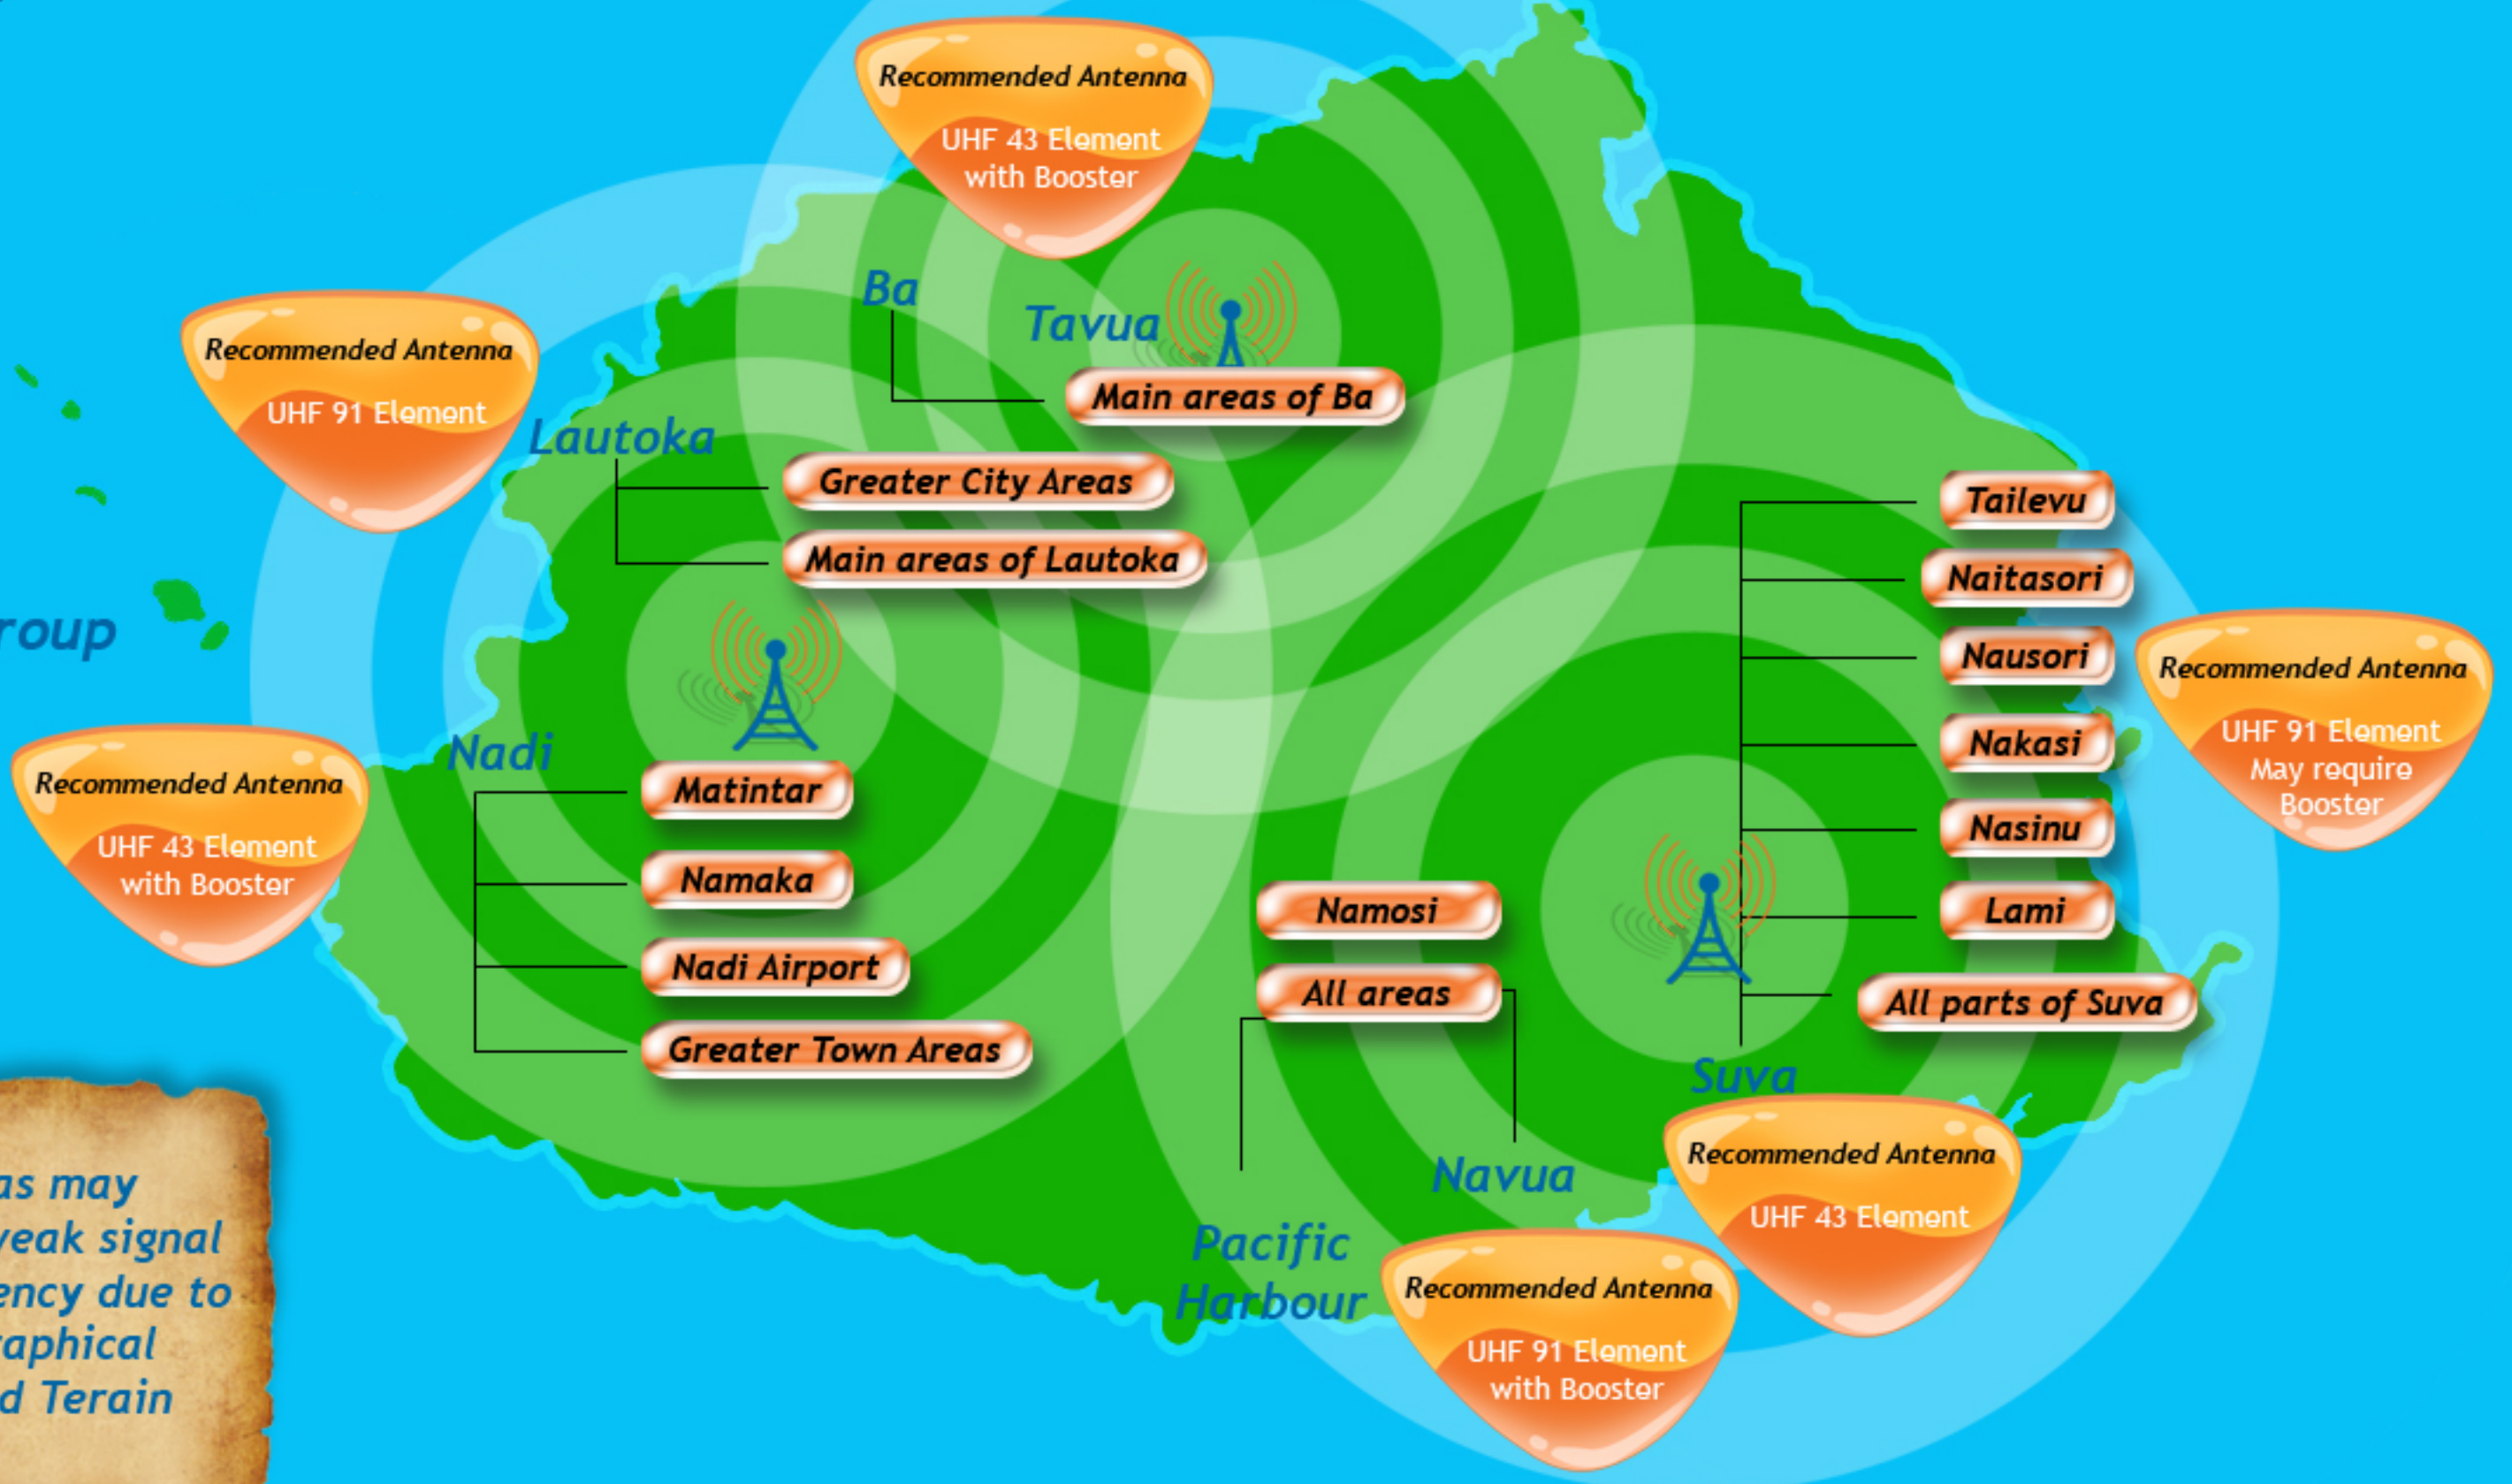 Recommended Antenna
UHF 43 Element
with Booster
Ba
Tavua
Main areas of Ba
Recommended Antenna
UHF 91 Element
Lautoka
Greater City Areas
Main areas of Lautoka
Tailevu
Naitasori
Nausori
Nakasi
Nasinu
Lami
All parts of Suva
Suva
Recommended Antenna
UHF 91 Element
May require
Booster
roup
Nadi
Matintar
Namaka
Nadi Airport
Greater Town Areas
Recommended Antenna
UHF 43 Element
with Booster
Namosi
All areas
Navua
Pacific
Harbour
Recommended Antenna
UHF 43 Element
Recommended Antenna
UHF 91 Element
with Booster
as may
weak signal
ency due to
raphical
d Terain